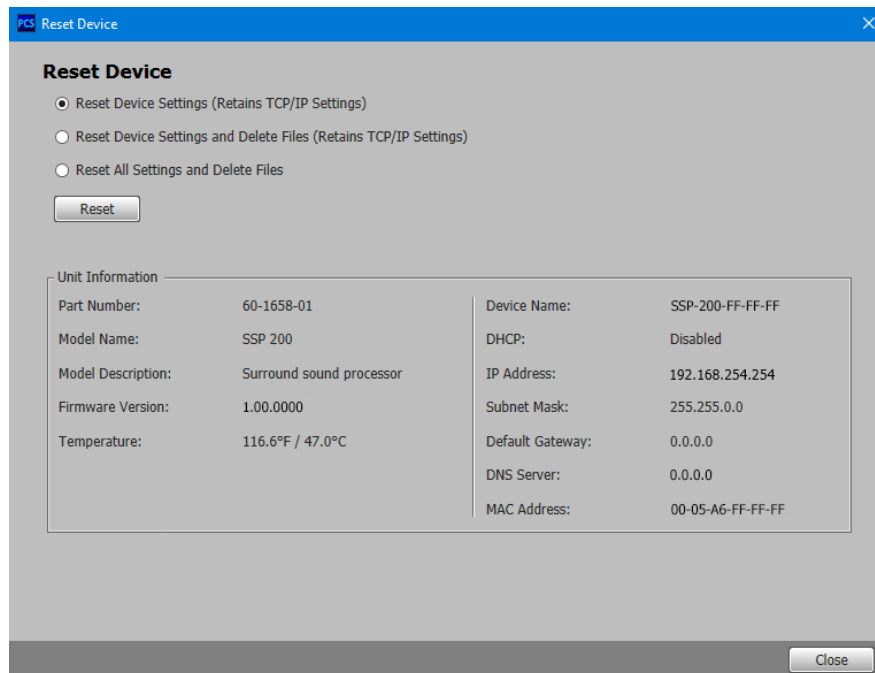 PCS Reset Device
Reset Device
Reset Device Settings (Retains TCP/IP Settings)
Reset Device Settings and Delete Files (Retains TCP/IP Settings)
Reset All Settings and Delete Files
Reset
Unit Information
Part Number: 60-1658-01
Model Name: SSP 200
Model Description: Surround sound processor
Firmware Version: 1.00.0000
Temperature: 116.6°F / 47.0°C
Device Name: SSP-200-FF-FF-FF
DHCP: Disabled
IP Address: 192.168.254.254
Subnet Mask: 255.255.0.0
Default Gateway: 0.0.0.0
DNS Server: 0.0.0.0
MAC Address: 00-05-A6-FF-FF-FF
Close